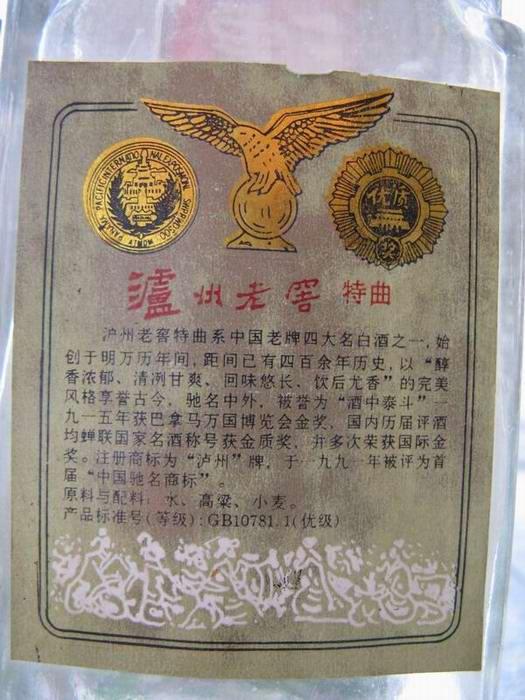 PANAMA PACIFIC INTERNATIONAL EXPOSITION
优质
奖
瀘州老窖 特曲
泸州老窖特曲系中国老牌四大名白酒之一,始
创于明万历年间,距间已有四百余年历史,以“醇
香浓郁、清冽甘爽、回味悠长、饮后尤香”的完美
风格享誉古今,驰名中外,被誉为“酒中泰斗”一
九一五年获巴拿马万国博览会金奖,国内历届评酒
均蝉联国家名酒称号获金质奖,并多次荣获国际金
奖。注册商标为“泸州”牌,于一九九一年被评为首
届“中国驰名商标”。
原料与配料:水、高粱、小麦。
产品标准号(等级):GB10781.1(优级)